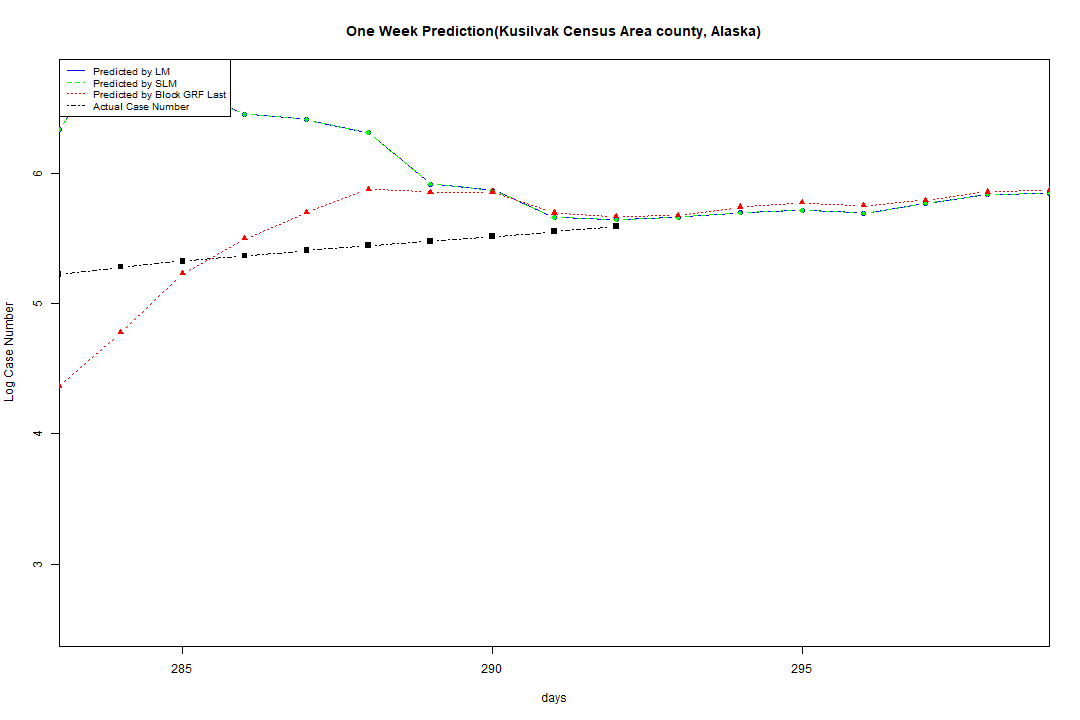 One Week Prediction(Kusilvak Census Area county, Alaska)
Predicted by LM
Predicted by SLM
Predicted by Block GRF Last
Actual Case Number
6
5
4
3
Log Case Number
285
290
295
days